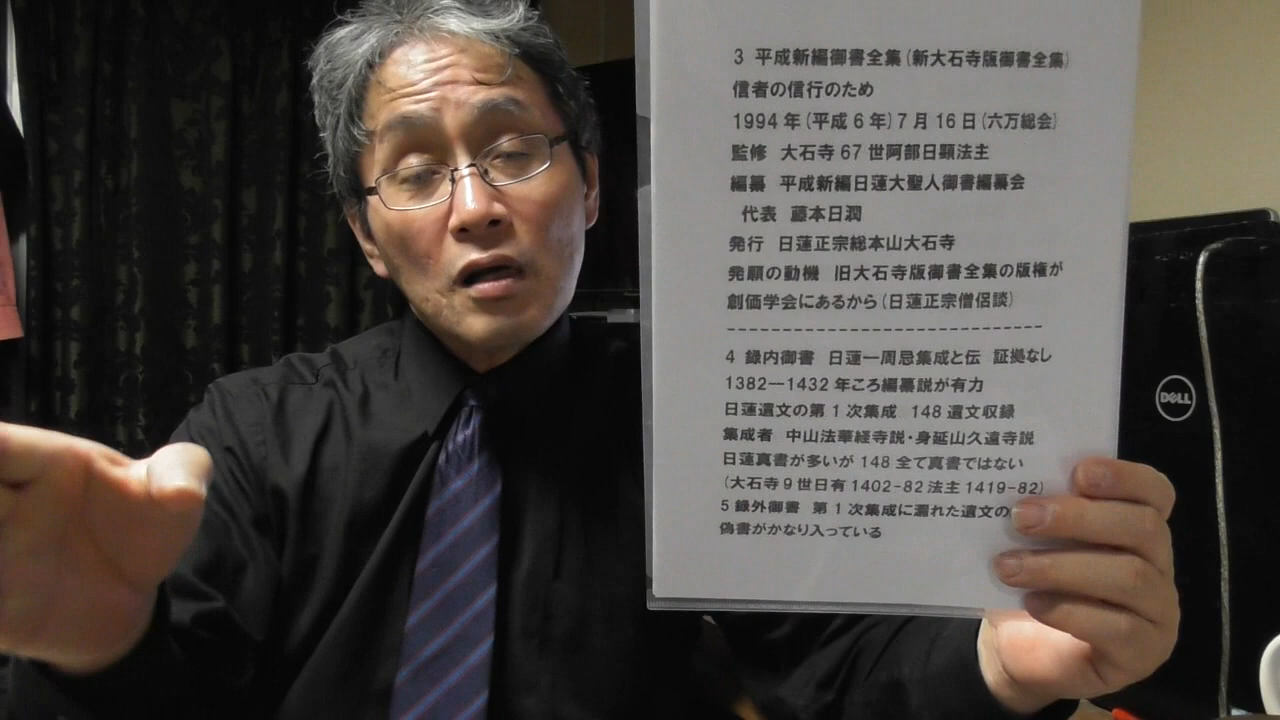 3 平成新編御書全集(新大石寺版御書全集)
信者の信行のため
1994年(平成6年)7月16日(六万総会)
監修 大石寺67世阿部日顕法主
編纂 平成新編日蓮大聖人御書編纂会
代表 藤本日潤
発行 日蓮正宗総本山大石寺
発願の動機 旧大石寺版御書全集の版権が
創価学会にあるから(日蓮正宗僧侶談)
-----------------------------
4 録内御書 日蓮一周忌集成と伝 証拠なし
1382―1432年ころ編纂説が有力
日蓮遺文の第1次集成 148遺文収録
集成者 中山法華経寺説・身延山久遠寺説
日蓮真書が多いが148全て真書ではない
(大石寺9世日有1402-82法主1419-82)
5録外御書 第1次集成に漏れた遺文の
偽書がかなり入っている
DELL